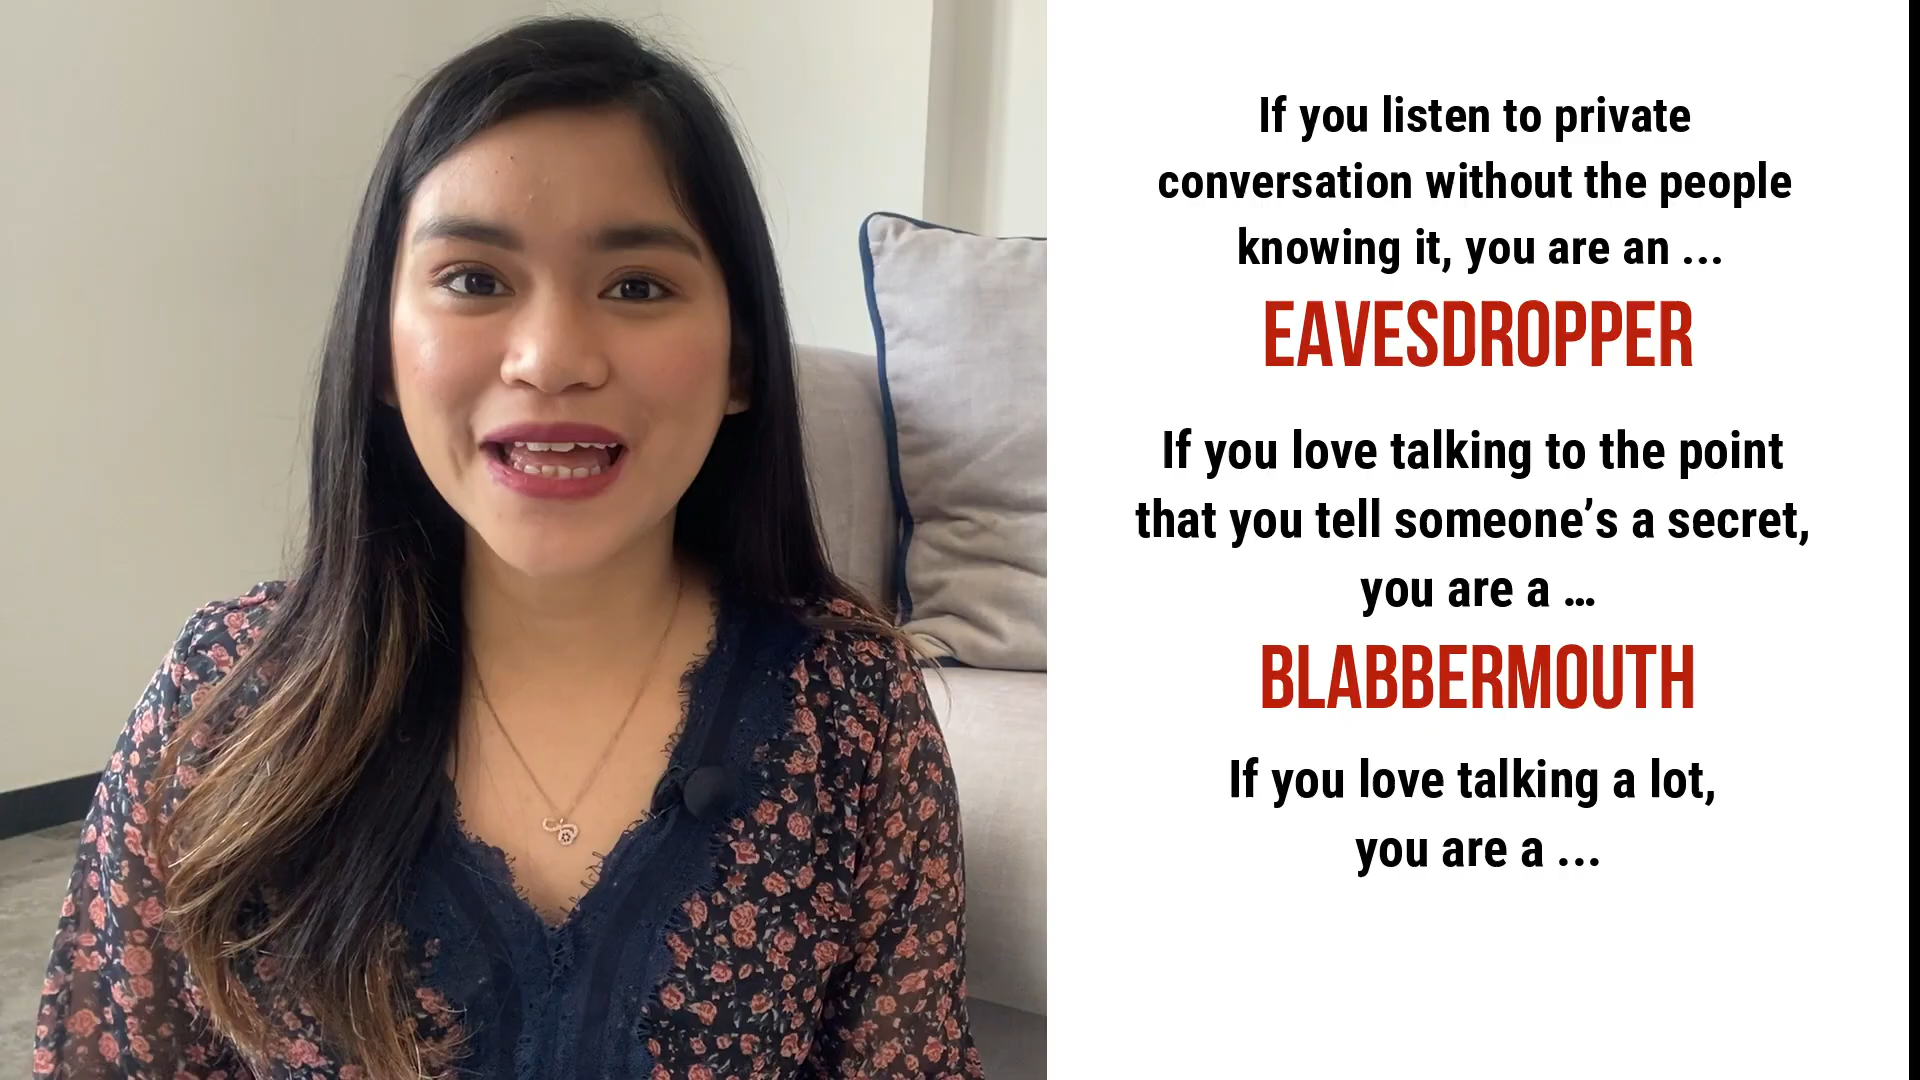 If you listen to private
conversation without the people
knowing it, you are an ...
EAVESDROPPER
If you love talking to the point
that you tell someone’s a secret,
you are a …
BLABBERMOUTH
If you love talking a lot,
you are a ...